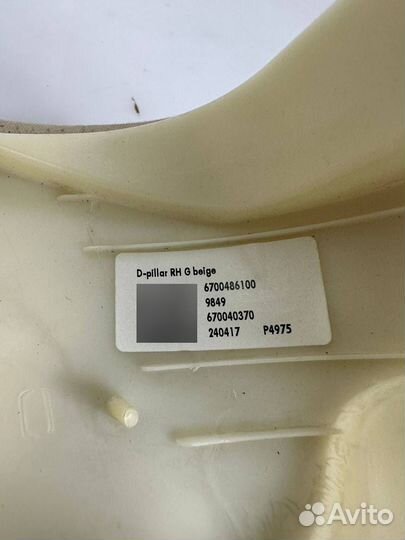 D-pillar RH G beige
6700486100
9849
670040370
240417 P4975
Avito